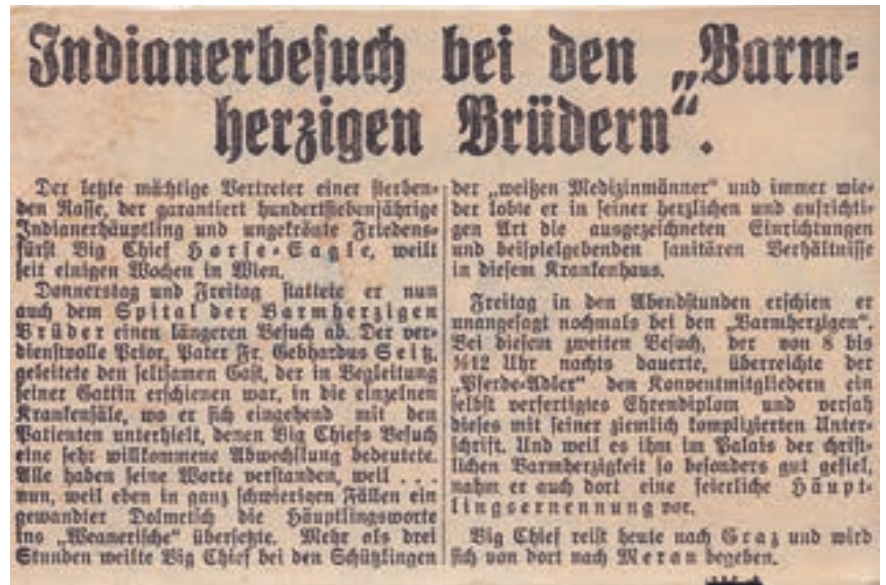 Indianerbesuch bei den „Barm-
herzigen Brüdern“.
Der letzte mächtige Vertreter einer sterben-
den Rasse, der garantiert hundertsiebenjährige
Indianerhäuptling und ungekrönte Friedens-
fürst Big Chief Horse-Eagle, weilt
seit einigen Wochen in Wien.
Donnerstag und Freitag stattete er nun
auch dem Spital der Barmherzigen
Brüder einen längeren Besuch ab. Der ver-
dienstvolle Prior, Pater Fr. Gebhardus Seitz,
geleitete den seltsamen Gast, der in Begleitung
seiner Gattin erschienen war, in die einzelnen
Krankensäle, wo er sich eingehend mit den
Patienten unterhielt, denen Big Chiefs Besuch
eine sehr willkommene Abwechslung bedeutete.
Alle haben seine Worte verstanden, weil . . .
nun, weil eben in ganz schwierigen Fällen ein
gewandter Dolmetsch die Häuptlingsworte
ins „Weanerische“ übersetzte. Mehr als drei
Stunden weilte Big Chief bei den Schützlingen
der „weißen Medizinmänner“ und immer wie-
der lobte er in seiner herzlichen und aufrichti-
gen Art die ausgezeichneten Einrichtungen
und beispielgebenden sanitären Verhältnisse
in diesem Krankenhaus.
Freitag in den Abendstunden erschien er
unangesagt nochmals bei den „Barmherzigen“.
Bei diesem zweiten Besuch, der von 8 bis
½12 Uhr nachts dauerte, überreichte der
„Pferde-Adler“ den Konventmitgliedern ein
selbst verfertigtes Ehrendiplom und versah
dieses mit seiner ziemlich komplizierten Unter-
schrift. Und weil es ihm im Palais der christ-
lichen Barmherzigkeit so besonders gut gefiel,
nahm er auch dort eine feierliche Häupt-
lingsernennung vor.
Big Chief reist heute nach Graz und wird
sich von dort nach Meran begeben.